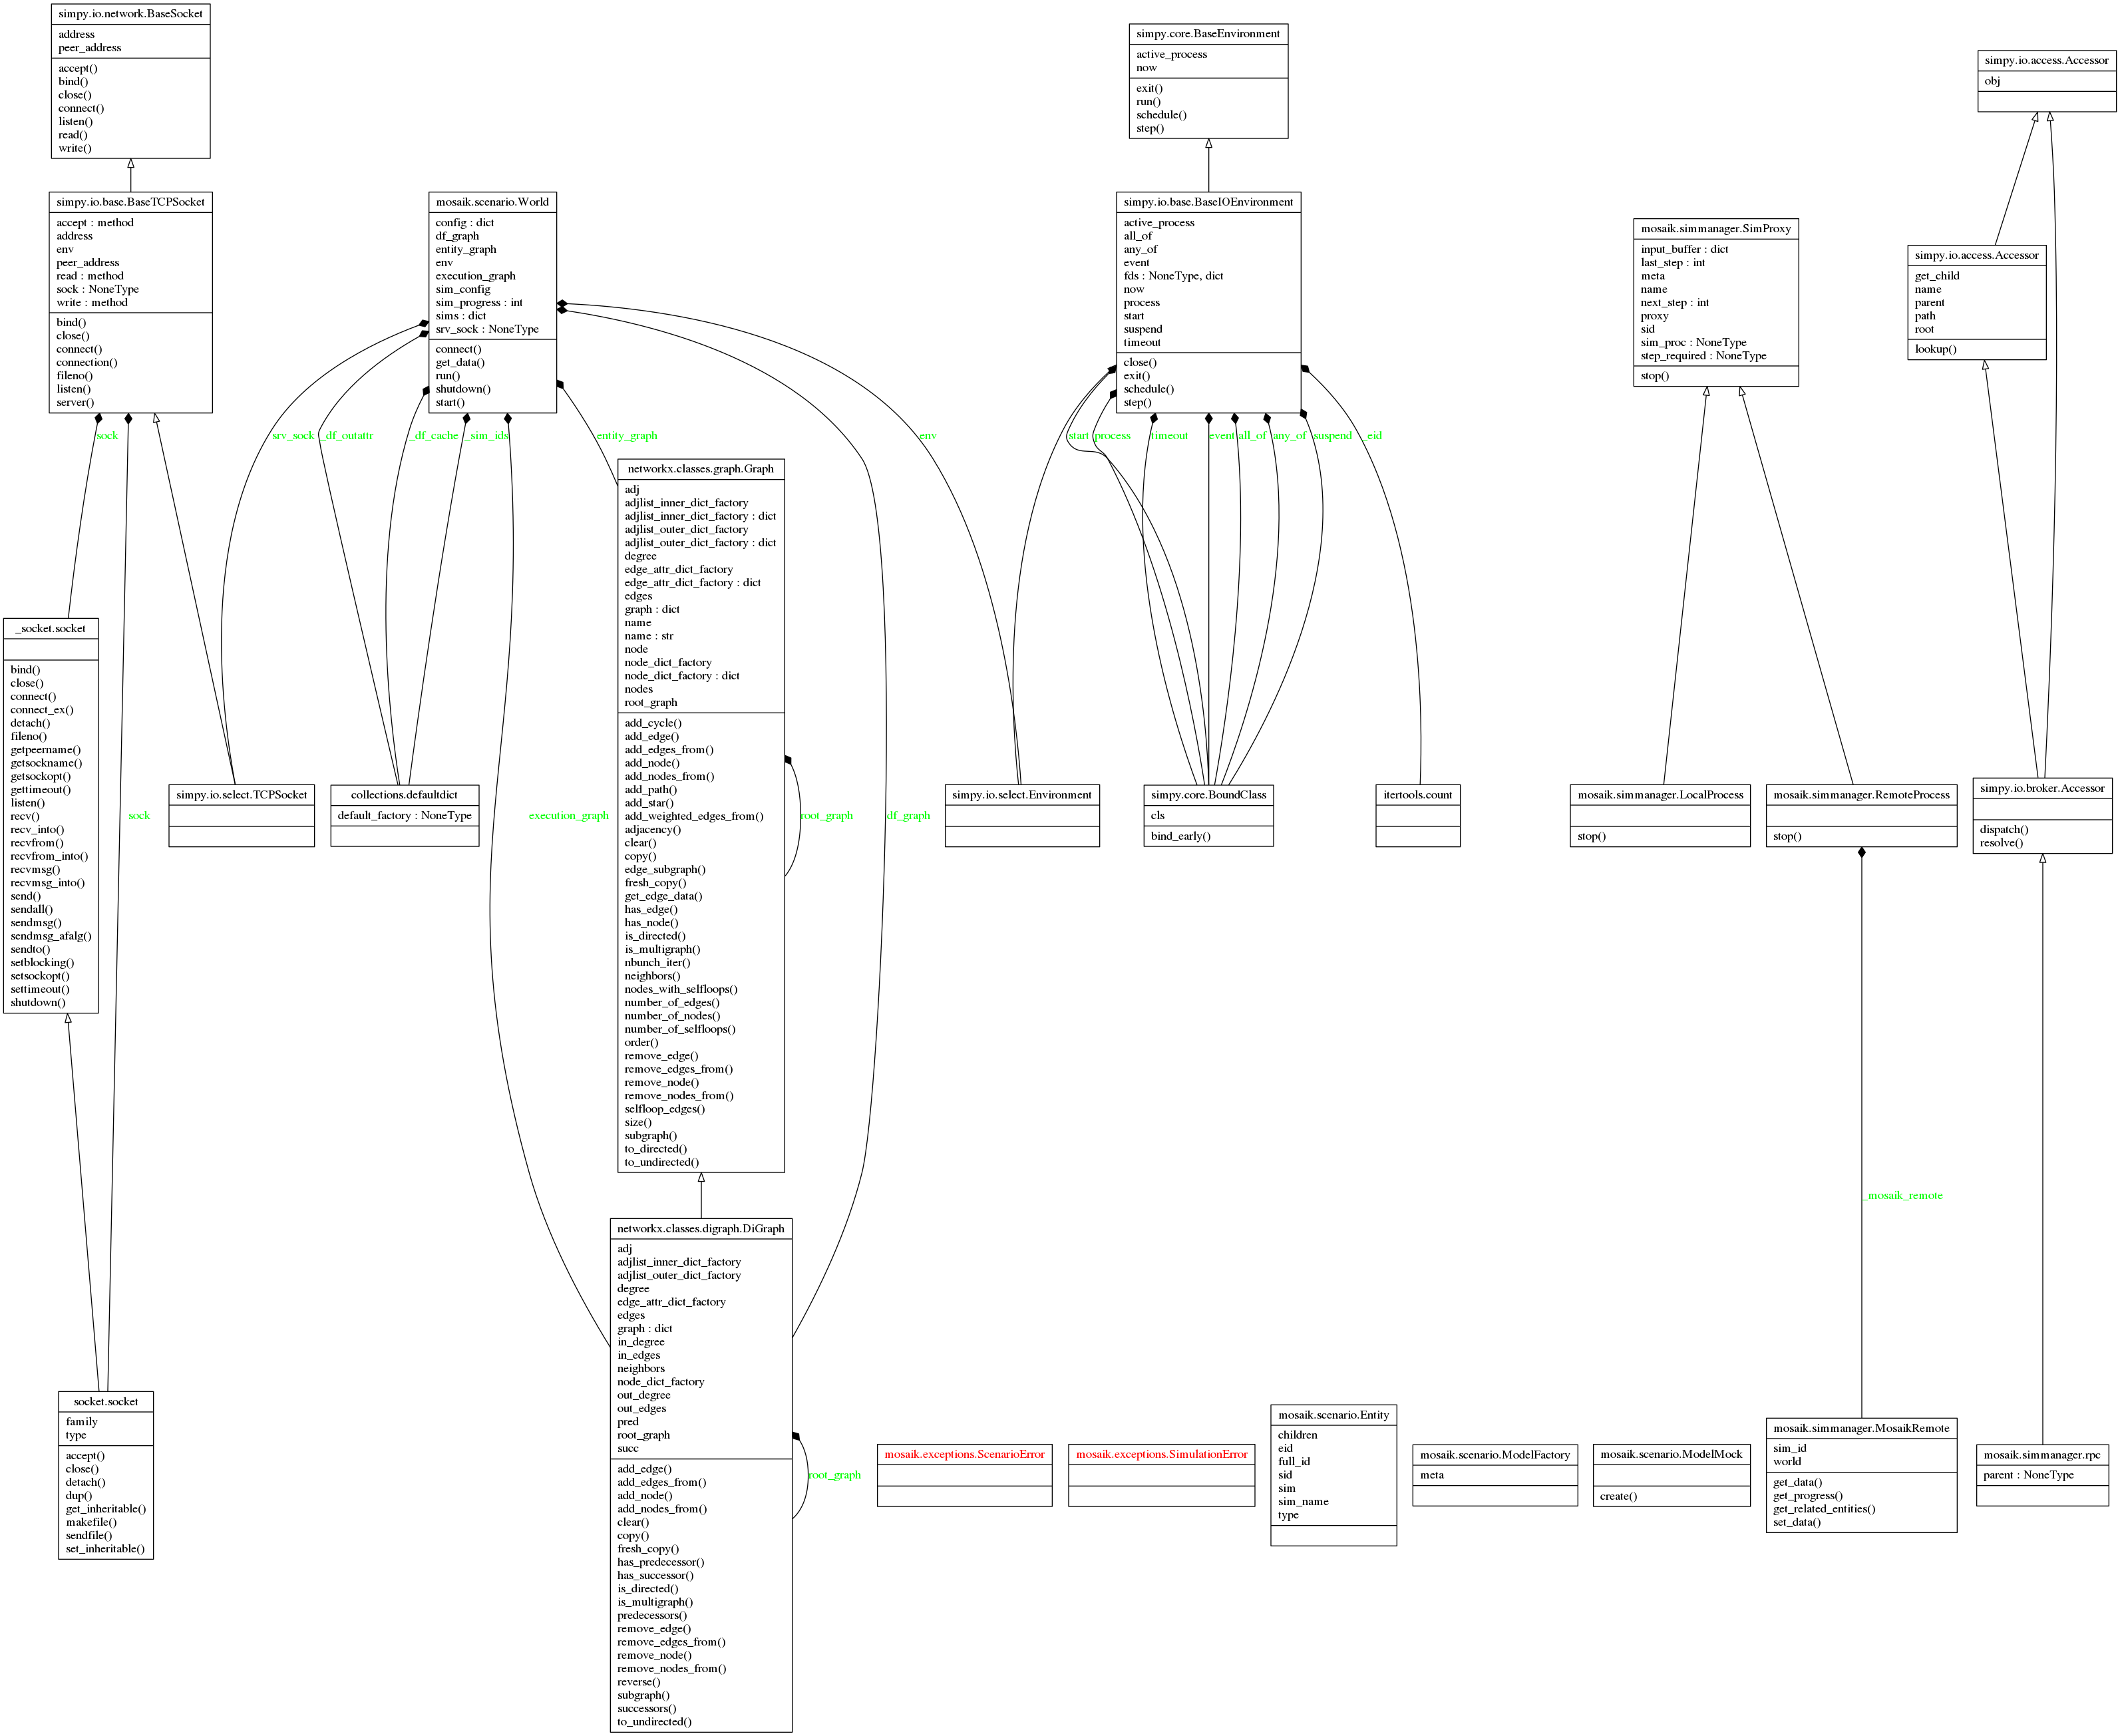 simpy.io.network.BaseSocket
address
peer_address
accept()
bind()
close()
connect()
listen()
read()
write()
simpy.core.BaseEnvironment
active_process
now
exit()
run()
schedule()
step()
simpy.io.access.Accessor
obj
simpy.io.base.BaseTCPSocket
accept : method
address
env
peer_address
read : method
sock : NoneType
write : method
bind()
close()
connect()
connection()
fileno()
listen()
server()
mosaik.scenario.World
config : dict
df_graph
entity_graph
env
execution_graph
sim_config
sim_progress : int
sims : dict
srv_sock : NoneType
connect()
get_data()
run()
shutdown()
start()
simpy.io.base.BaseIOEnvironment
active_process
all_of
any_of
event
fds : NoneType, dict
now
process
start
suspend
timeout
close()
exit()
schedule()
step()
mosaik.simmanager.SimProxy
input_buffer : dict
last_step : int
meta
name
next_step : int
proxy
sid
sim_proc : NoneType
step_required : NoneType
stop()
simpy.io.access.Accessor
get_child
name
parent
path
root
lookup()
sock
srv_sock
_df_outattr
_df_cache
_sim_ids
entity_graph
env
start
process
timeout
event
all_of
any_of
suspend
_eid
networkx.classes.graph.Graph
adj
adjlist_inner_dict_factory
adjlist_inner_dict_factory : dict
adjlist_outer_dict_factory
adjlist_outer_dict_factory : dict
degree
edge_attr_dict_factory
edge_attr_dict_factory : dict
edges
graph : dict
name
name : str
node
node_dict_factory
node_dict_factory : dict
nodes
root_graph
add_cycle()
add_edge()
add_edges_from()
add_node()
add_nodes_from()
add_path()
add_star()
add_weighted_edges_from()
adjacency()
clear()
copy()
edge_subgraph()
fresh_copy()
get_edge_data()
has_edge()
has_node()
is_directed()
is_multigraph()
nbunch_iter()
neighbors()
nodes_with_selfloops()
number_of_edges()
number_of_nodes()
number_of_selfloops()
order()
remove_edge()
remove_edges_from()
remove_node()
remove_nodes_from()
selfloop_edges()
size()
subgraph()
to_directed()
to_undirected()
_socket.socket
bind()
close()
connect()
connect_ex()
detach()
fileno()
getpeername()
getsockname()
getsockopt()
gettimeout()
listen()
recv()
recv_into()
recvfrom()
recvfrom_into()
recvmsg()
recvmsg_into()
send()
sendall()
sendmsg()
sendmsg_afalg()
sendto()
setblocking()
setsockopt()
settimeout()
shutdown()
sock
simpy.io.select.TCPSocket
collections.defaultdict
default_factory : NoneType
execution_graph
root_graph
df_graph
simpy.io.select.Environment
simpy.core.BoundClass
cls
bind_early()
itertools.count
mosaik.simmanager.LocalProcess
stop()
mosaik.simmanager.RemoteProcess
stop()
simpy.io.broker.Accessor
dispatch()
resolve()
_mosaik_remote
networkx.classes.digraph.DiGraph
adj
adjlist_inner_dict_factory
adjlist_outer_dict_factory
degree
edge_attr_dict_factory
edges
graph : dict
in_degree
in_edges
neighbors
node_dict_factory
out_degree
out_edges
pred
root_graph
succ
add_edge()
add_edges_from()
add_node()
add_nodes_from()
clear()
copy()
fresh_copy()
has_predecessor()
has_successor()
is_directed()
is_multigraph()
predecessors()
remove_edge()
remove_edges_from()
remove_node()
remove_nodes_from()
reverse()
subgraph()
successors()
to_undirected()
root_graph
socket.socket
family
type
accept()
close()
detach()
dup()
get_inheritable()
makefile()
sendfile()
set_inheritable()
mosaik.exceptions.ScenarioError
mosaik.exceptions.SimulationError
mosaik.scenario.Entity
children
eid
full_id
sid
sim
sim_name
type
mosaik.scenario.ModelFactory
meta
mosaik.scenario.ModelMock
create()
mosaik.simmanager.MosaikRemote
sim_id
world
get_data()
get_progress()
get_related_entities()
set_data()
mosaik.simmanager.rpc
parent : NoneType